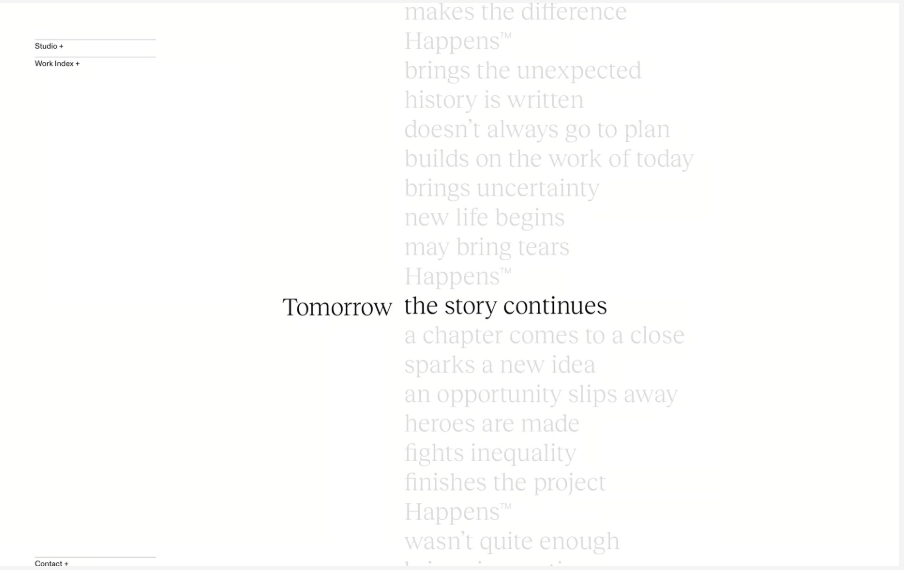 makes the difference
Studio +
Happens™
Work Index +
brings the unexpected
history is written
doesn't always go to plan
builds on the work of today
brings uncertainty
new life begins
may bring tears
Happens™
Tomorrow the story continues
a chapter comes to a close
sparks a new idea
an opportunity slips away
heroes are made
fights inequality
finishes the project
Happens™
wasn't quite enough
Contact +